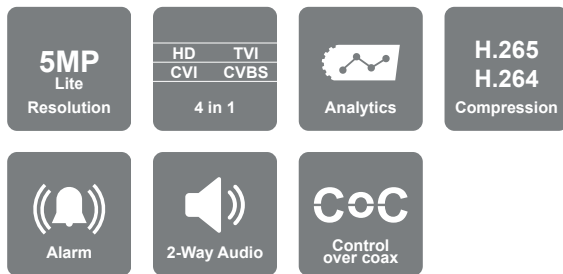 5MP
Lite
Resolution
HD TVI
CVI CVBS
4 in 1
Analytics
H.265
H.264
Compression
Alarm
2-Way Audio
CoC
Control
over coax